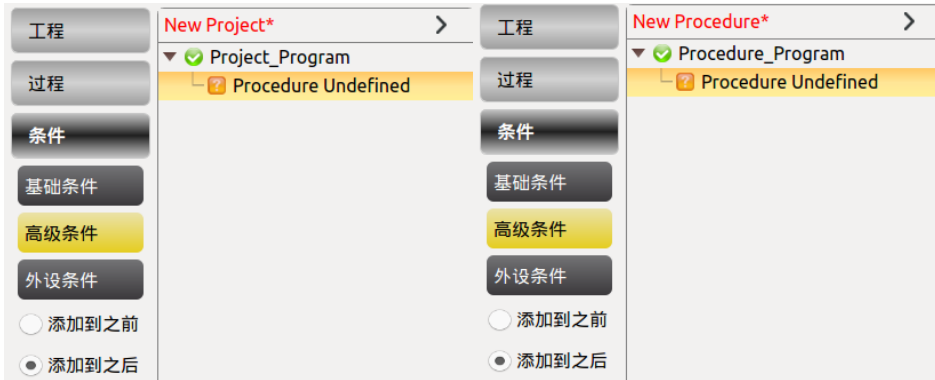 工程
过程
条件
基础条件
高级条件
外设条件
添加到之前
添加到之后
New Project*
Project_Program
Procedure Undefined
工程
过程
条件
基础条件
高级条件
外设条件
添加到之前
添加到之后
New Procedure*
Procedure_Program
Procedure Undefined